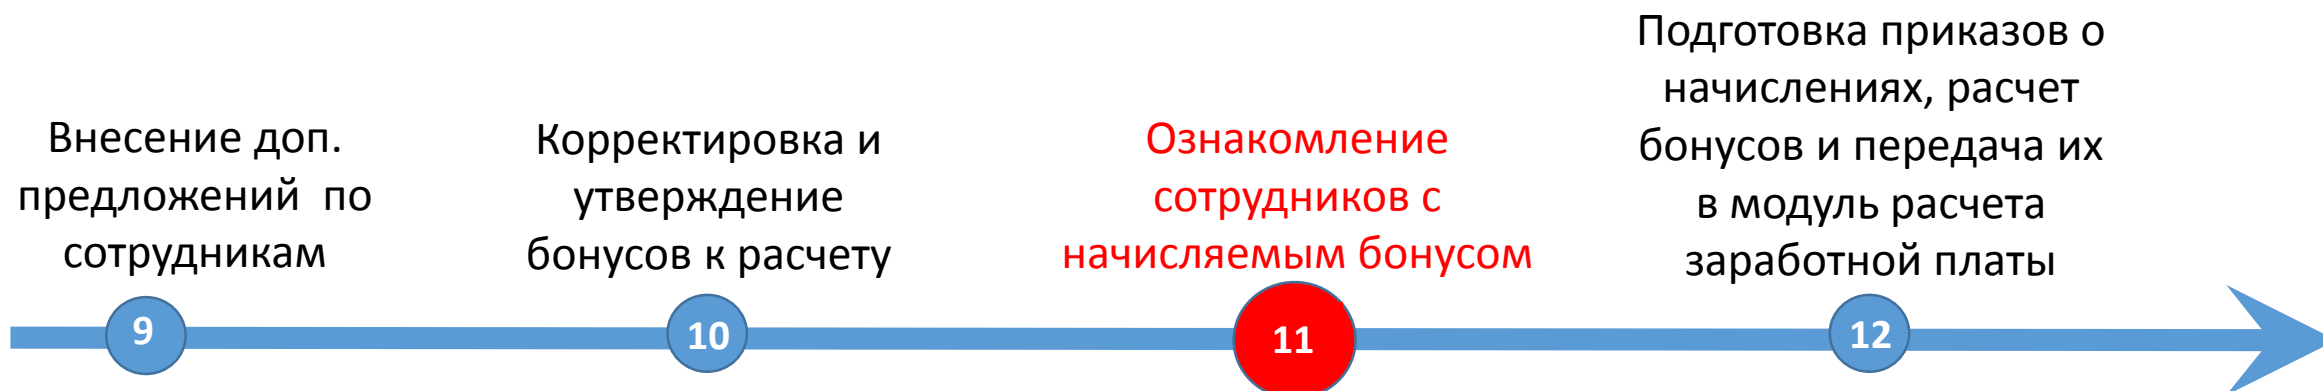 Внесение доп.
предложений  по
сотрудникам
9
Корректировка и
утверждение
бонусов к расчету
10
Ознакомление
сотрудников с
начисляемым бонусом
11
Подготовка приказов о
начислениях, расчет
бонусов и передача их
в модуль расчета
заработной платы
12